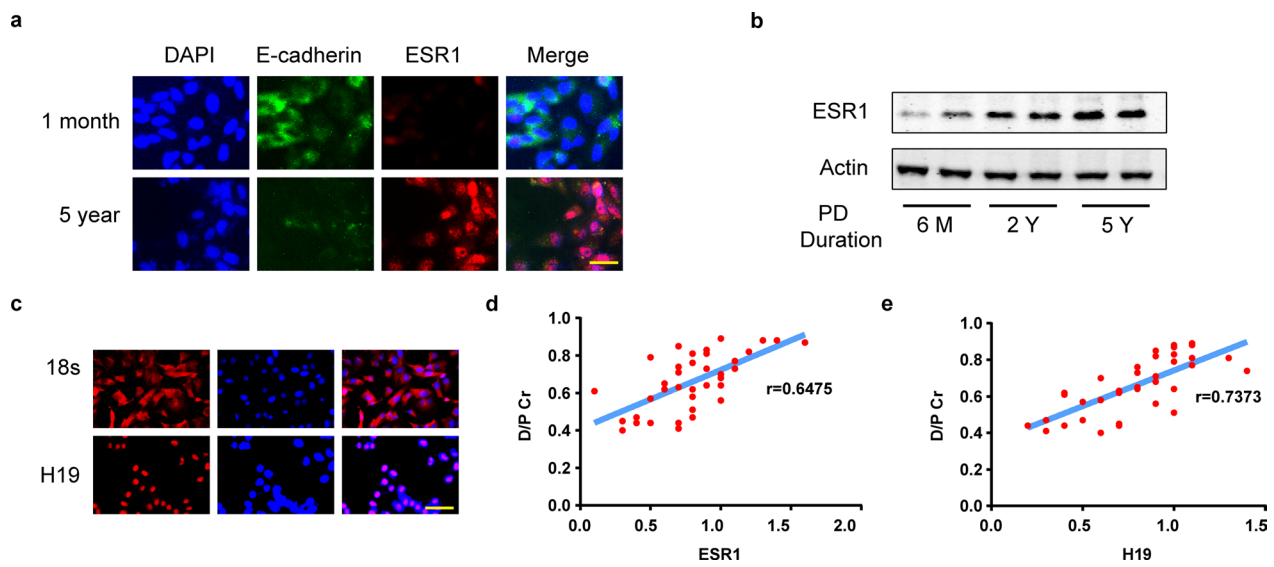 a
DAPI E-cadherin ESR1 Merge
1 month
5 year
b
ESR1
Actin
PD
Duration
6 M 2 Y 5 Y
c
18s
H19
d
1.0
0.8
0.6
0.4
0.2
0.0
D/P Cr
r=0.6475
0.0 0.5 1.0 1.5 2.0
ESR1
e
1.0
0.8
0.6
0.4
0.2
0.0
D/P Cr
r=0.7373
0.0 0.5 1.0 1.5
H19